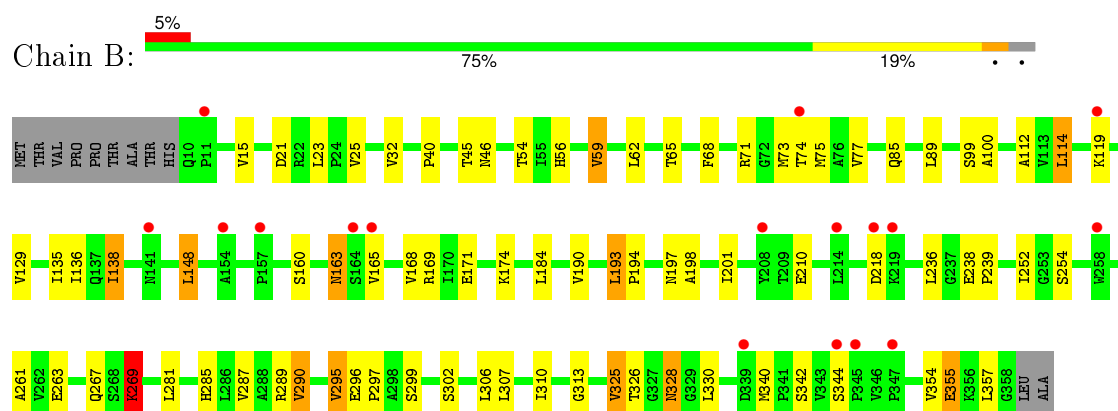 5%
Chain B:
75% 19% • •
MET THR VAL PRO PRO THR ALA THR HIS Q10 P11 V15 D21 R22 L23 P24 V25 V32 P40 T45 N46 T54 I55 H56 V59 L62 T65 F68 R71 G72 M73 T74 M75 A76 V77 Q85 L89 S99 A100 A112 V113 L114 K119
V129 I135 I136 Q137 I138 N141 L148 A154 P157 S160 N163 S164 V165 V168 R169 I170 E171 K174 L184 V190 L193 P194 N197 A198 I201 Y208 T209 E210 L214 D218 K219 L236 G237 E238 P239 I252 G253 S254 W258
A261 V262 E263 Q267 S268 K269 L281 H285 L286 V287 A288 R289 V290 V295 E296 P297 A298 S299 S302 L306 L307 I310 G313 V325 T326 G327 N328 G329 L330 D339 M340 P341 S342 V343 S344 P345 V346 P347 V354 E355 K356 L357 G358 LEU ALA